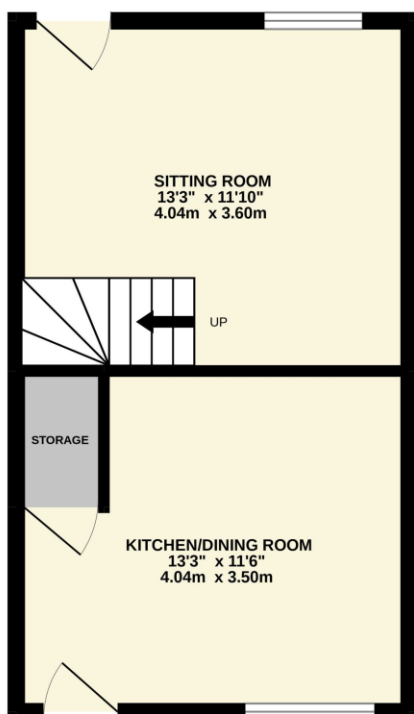 SITTING ROOM
13'3" x 11'10"
4.04m x 3.60m
UP
STORAGE
KITCHEN/DINING ROOM
13'3" x 11'6"
4.04m x 3.50m